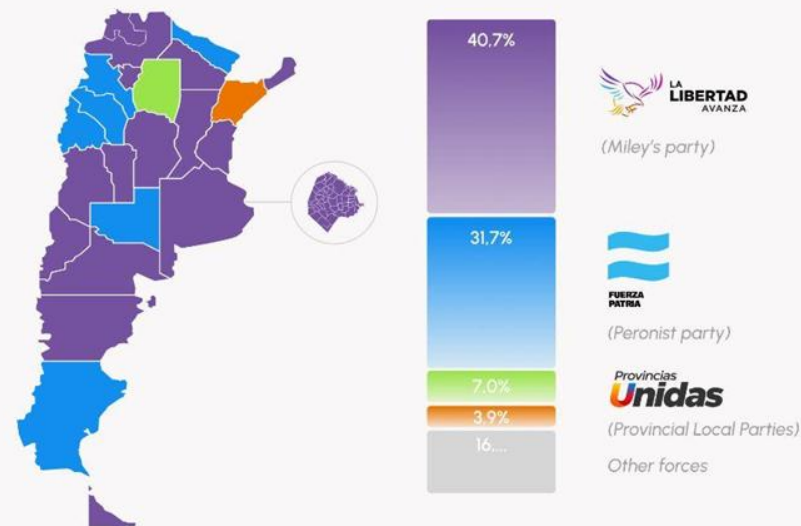 40,7%
LA
LIBERTAD
AVANZA
(Miley's party)
31,7%
FUERZA
PATRIA
(Peronist party)
7.0%
Provincias
Unidas
3.9%
(Provincial Local Parties)
16,...
Other forces